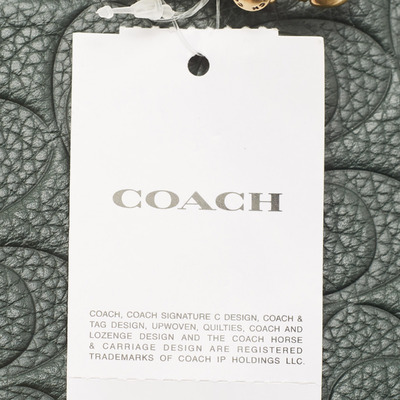 COACH
COACH, COACH SIGNATURE C DESIGN, COACH &
TAG DESIGN, UPWOVEN, QUILTIES, COACH AND
LOZENGE DESIGN AND THE COACH HORSE
& CARRIAGE DESIGN ARE REGISTERED
TRADEMARKS OF COACH IP HOLDINGS LLC.